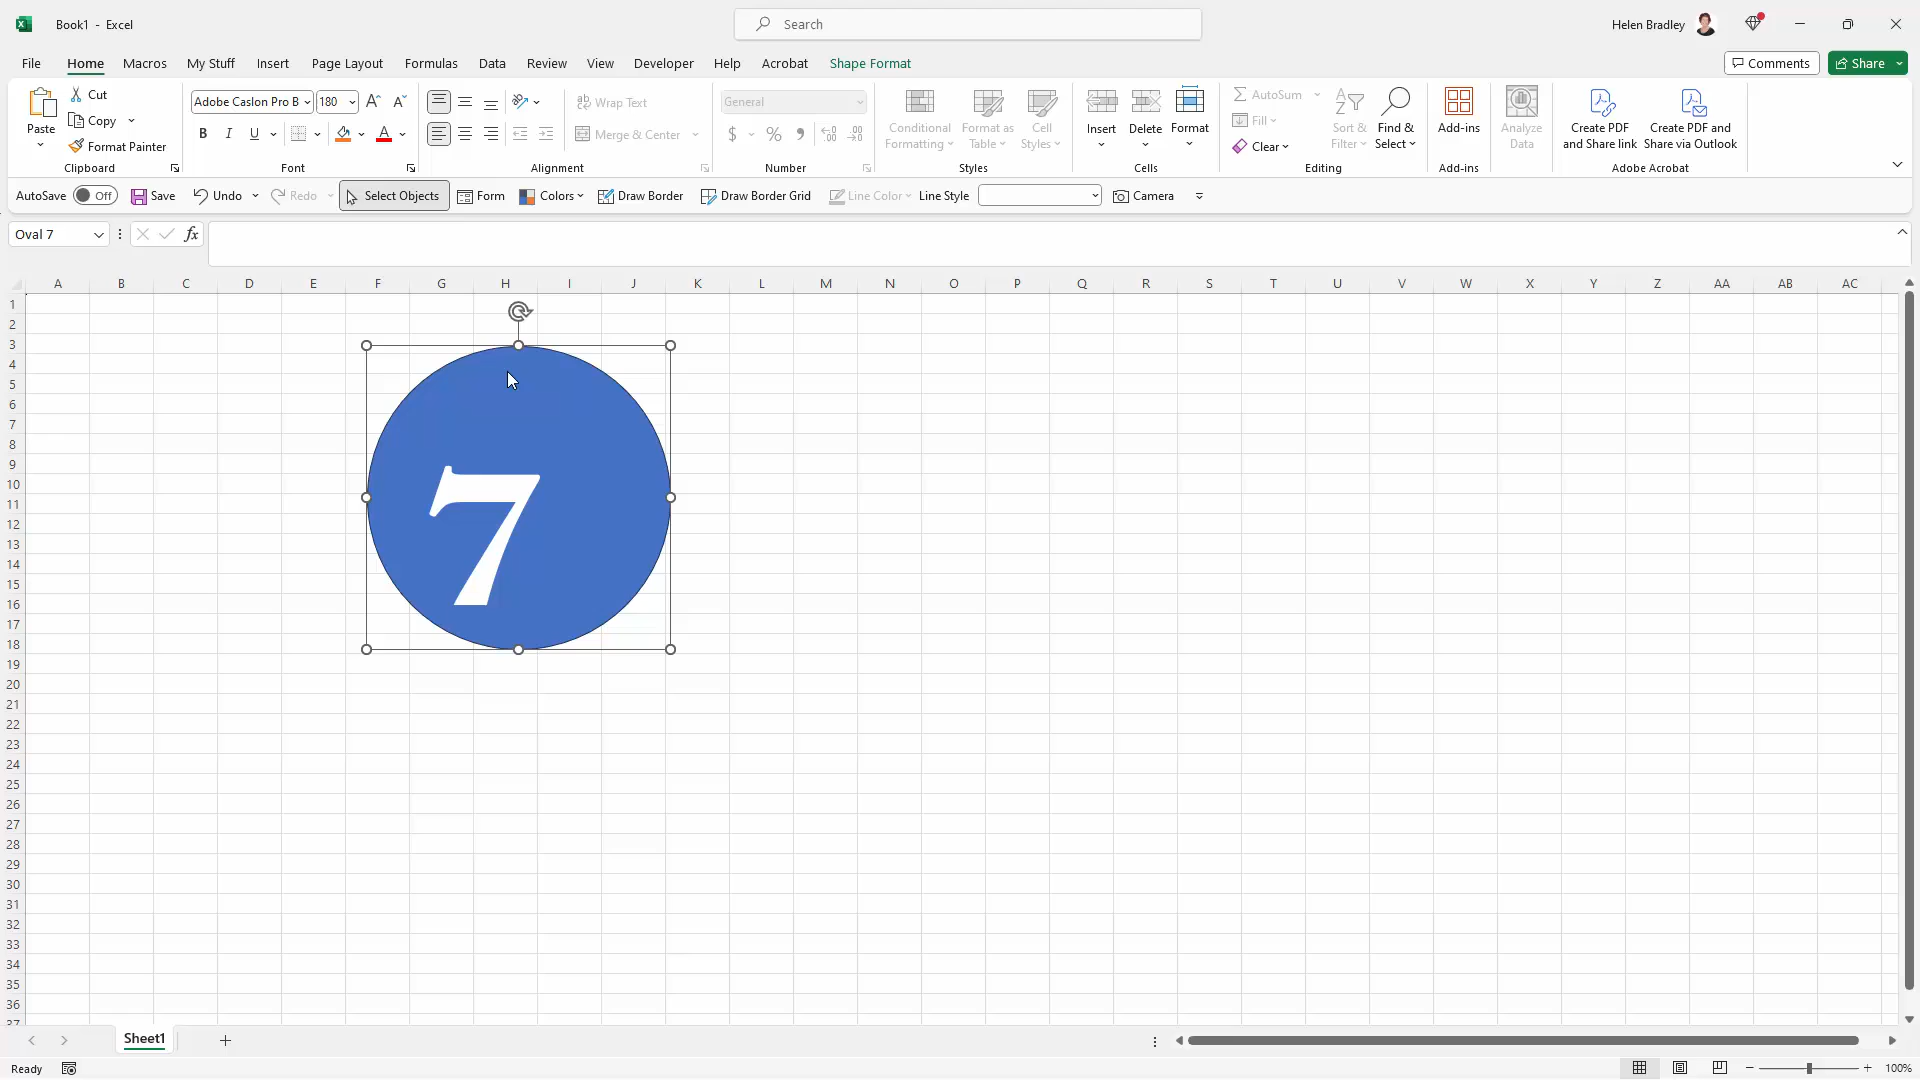 Book1 - Excel
Search
Helen Bradley
File Home Macros My Stuff Insert Page Layout Formulas Data Review View Developer Help Acrobat Shape Format
Comments Share
Paste
Cut
Copy
Format Painter
Clipboard
Adobe Caslon Pro B 180
B I U A
Font
Wrap Text
Merge & Center
Alignment
General
$ % ,
Number
Conditional Formatting
Format as Table
Cell Styles
Styles
Insert
Delete
Format
Cells
AutoSum
Fill
Clear
Sort & Filter
Find & Select
Editing
Add-ins
Add-ins
Analyze Data
Create PDF and Share link
Create PDF and Share via Outlook
Adobe Acrobat
AutoSave Off Save Undo Redo Select Objects Form Colors Draw Border Draw Border Grid Line Color Line Style Camera
Oval 7 fx
A B C D E F G H I J K L M N O P Q R S T U V W X Y Z AA AB AC
1
2
3
4
5
6
7
8
9
10
11
12
13
14
15
16
17
18
19
20
21
22
23
24
25
26
27
28
29
30
31
32
33
34
35
36
37
7
Sheet1
Ready
100%